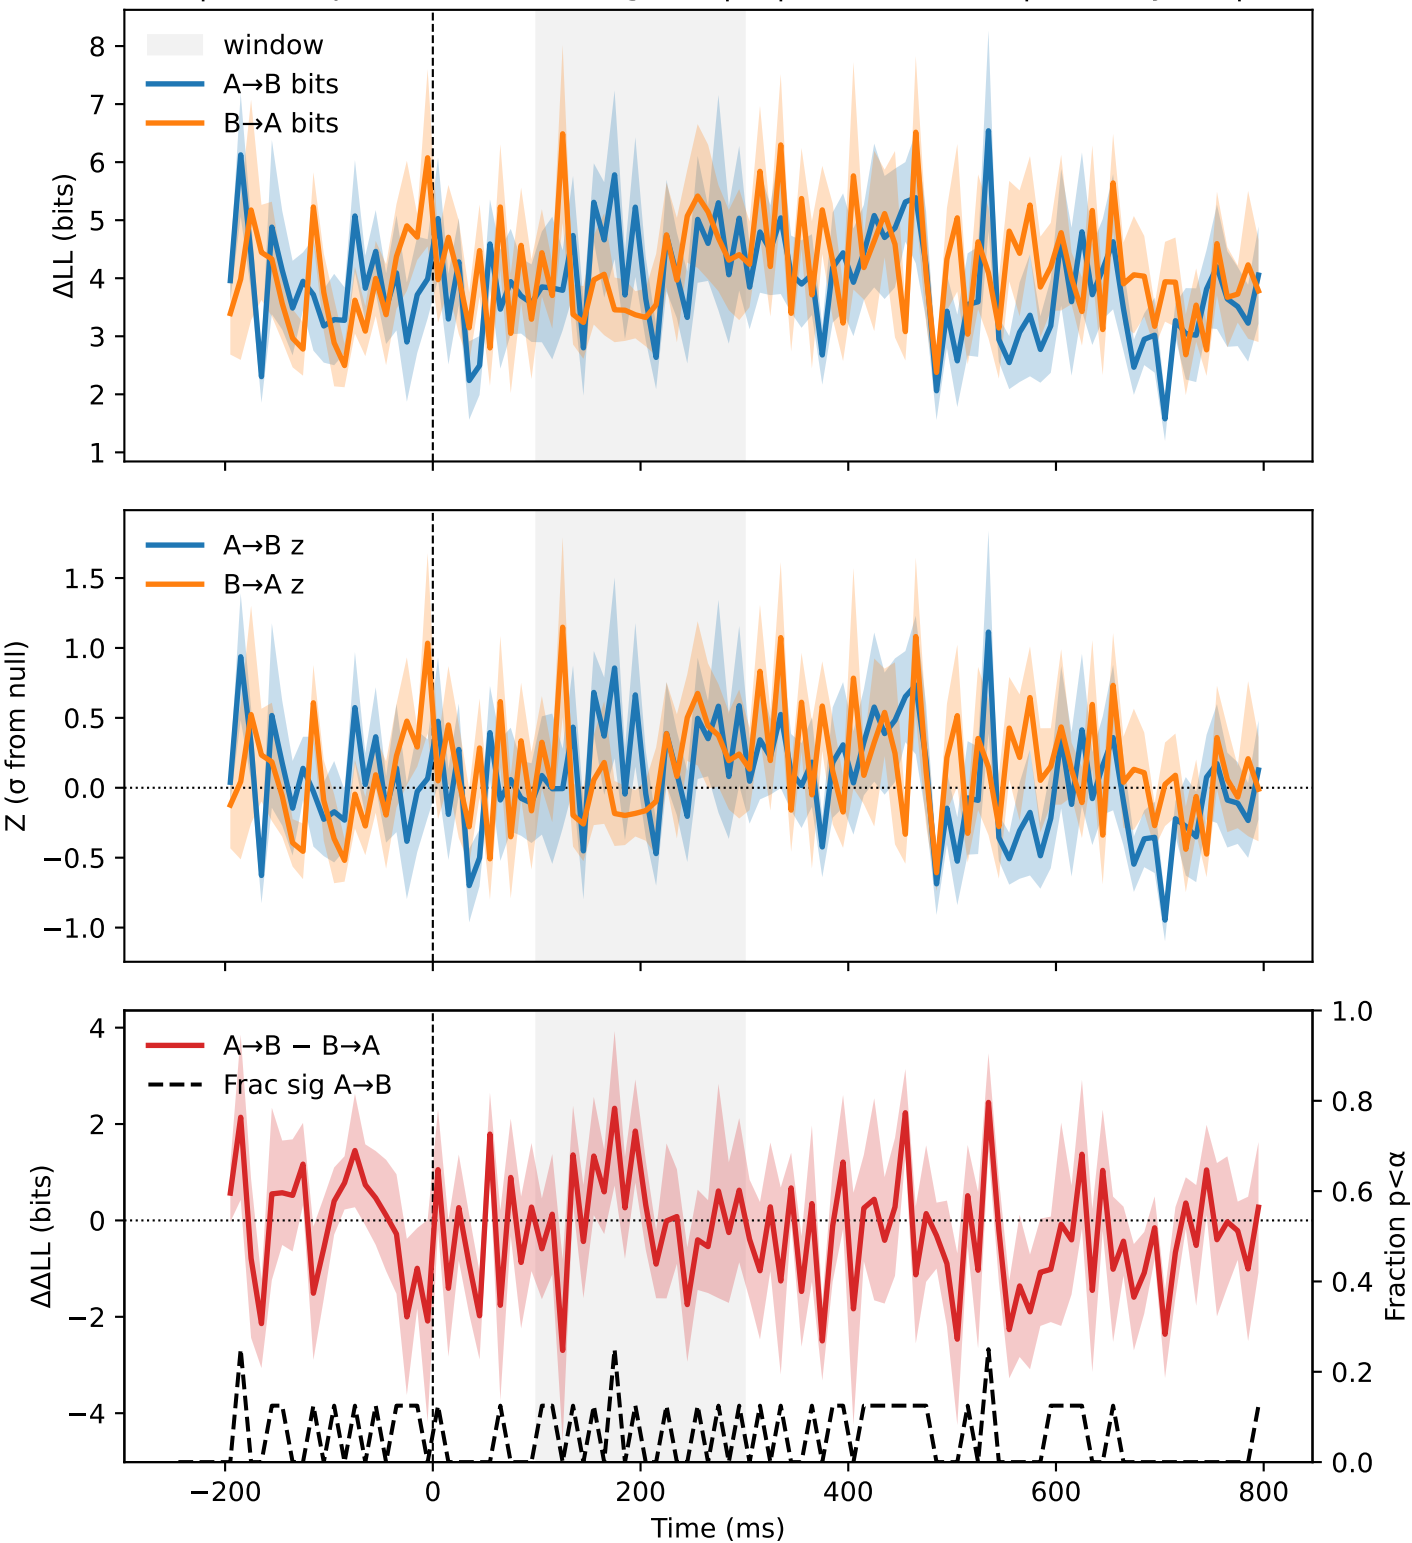 8
7
6
5
4
3
2
1
ΔLL (bits)
window
A→B bits
B→A bits
1.5
1.0
0.5
0.0
−0.5
−1.0
Z (σ from null)
A→B z
B→A z
4
2
0
−2
−4
ΔΔLL (bits)
A→B − B→A
Frac sig A→B
1.0
0.8
0.6
0.4
0.2
0.0
Fraction p<α
−200
0
200
400
600
800
Time (ms)